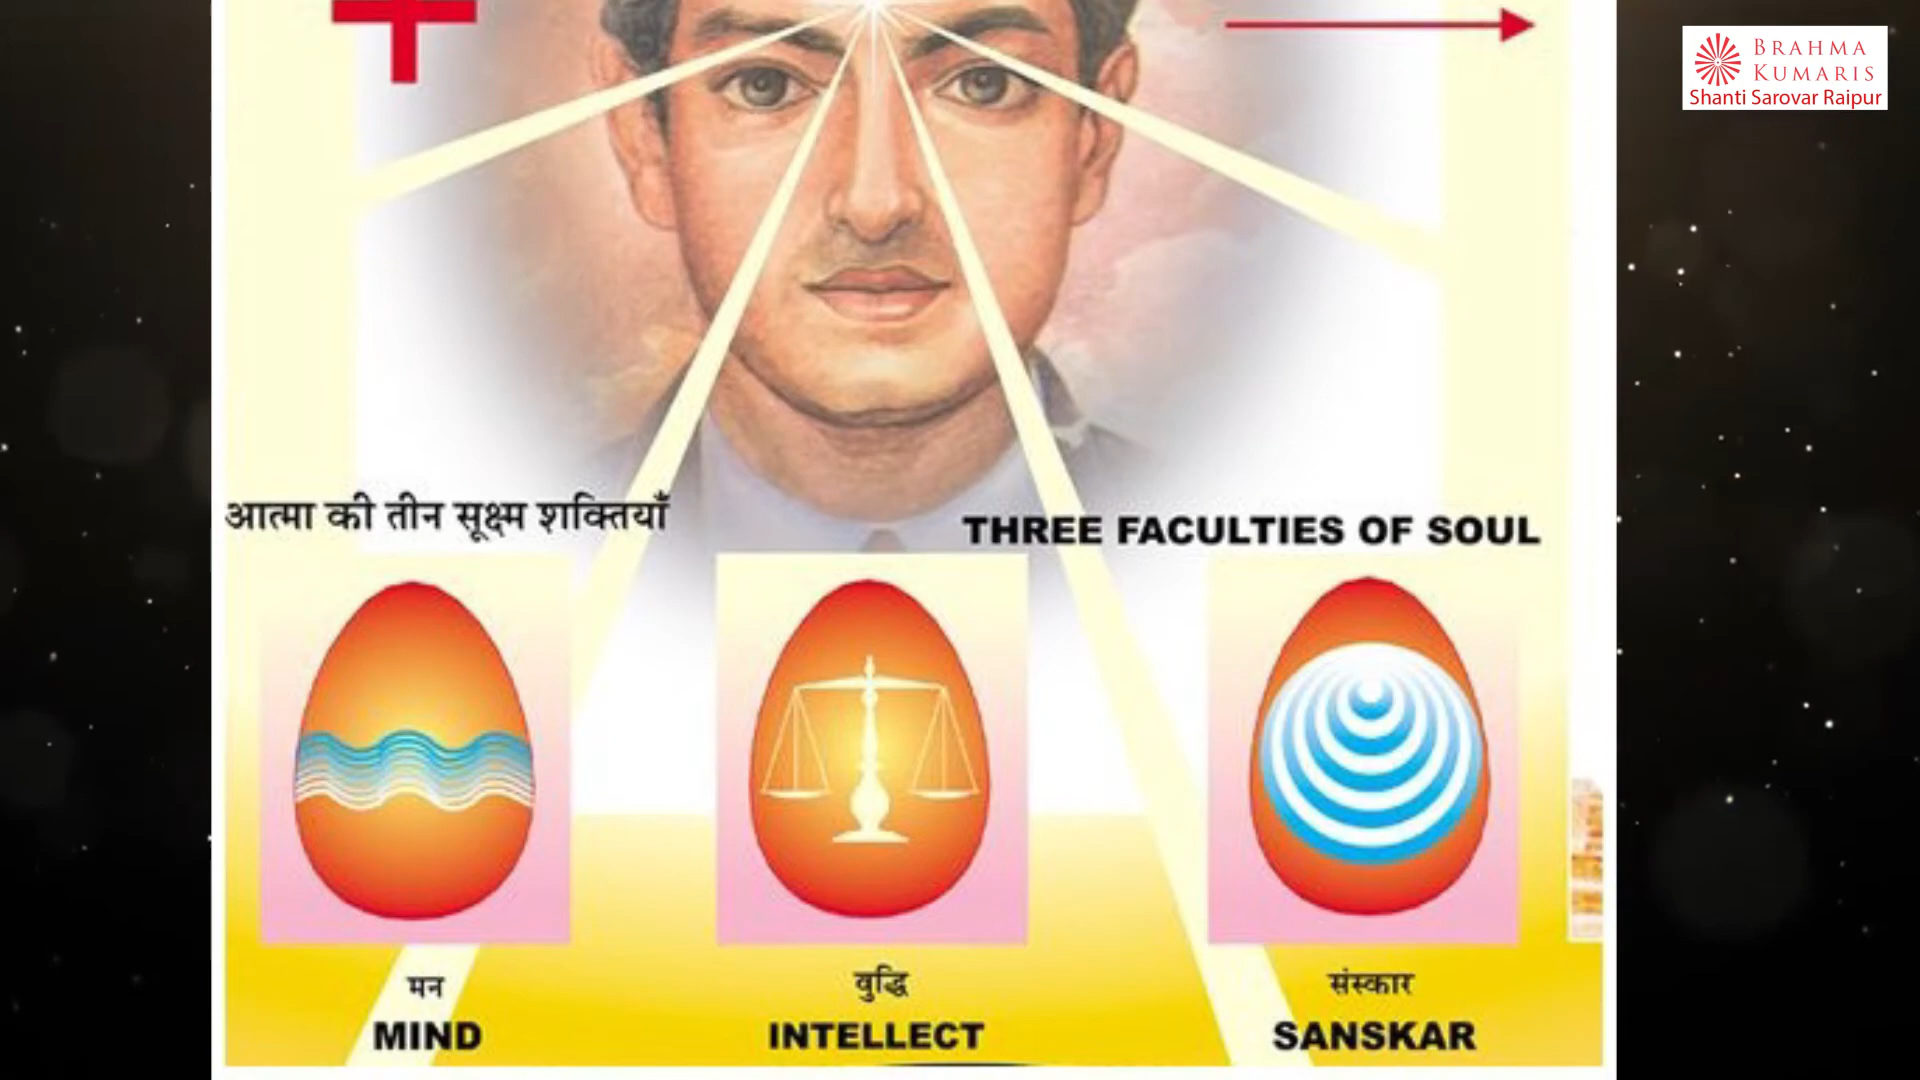 BRAHMA
KUMARIS
Shanti Sarovar Raipur
आत्मा की तीन सूक्ष्म शक्तियाँ
THREE FACULTIES OF SOUL
मन
वुद्धि
संस्कार
MIND
INTELLECT
SANSKAR